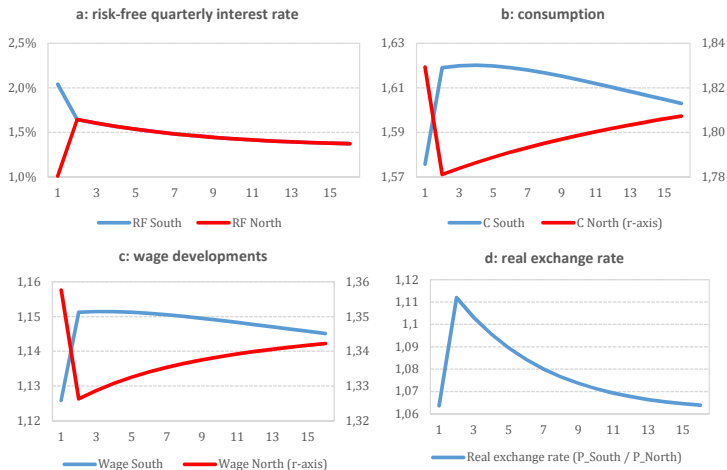 a: risk-free quarterly interest rate
2,5%
2,0%
1,5%
1,0%
1 3 5 7 9 11 13 15
RF South RF North
b: consumption
1,63 1,84
1,61 1,82
1,59 1,80
1,57 1,78
1 3 5 7 9 11 13 15
C South C North (r-axis)
c: wage developments
1,16 1,36
1,15 1,35
1,14 1,34
1,13 1,33
1,12 1,32
1 3 5 7 9 11 13 15
Wage South Wage North (r-axis)
d: real exchange rate
1,12
1,11
1,1
1,09
1,08
1,07
1,06
1 3 5 7 9 11 13 15
Real exchange rate (P_South / P_North)